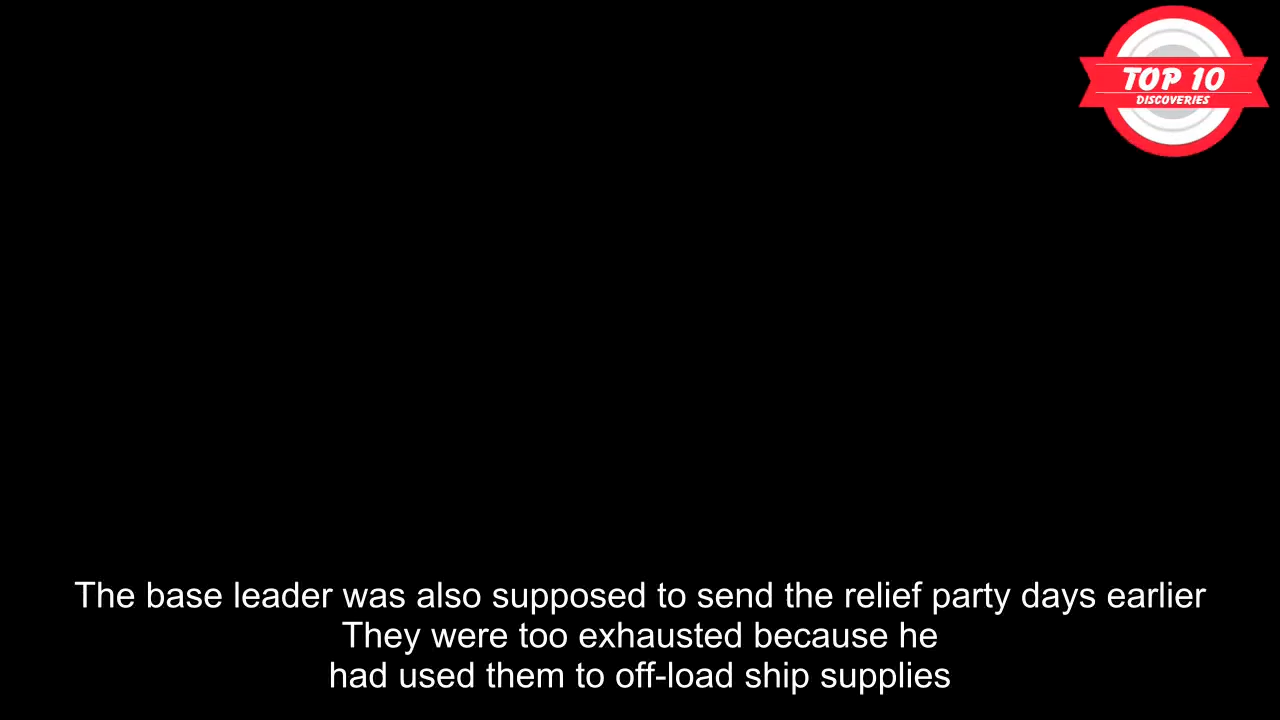 TOP 10
DISCOVERIES
The base leader was also supposed to send the relief party days earlier
They were too exhausted because he
had used them to off-load ship supplies